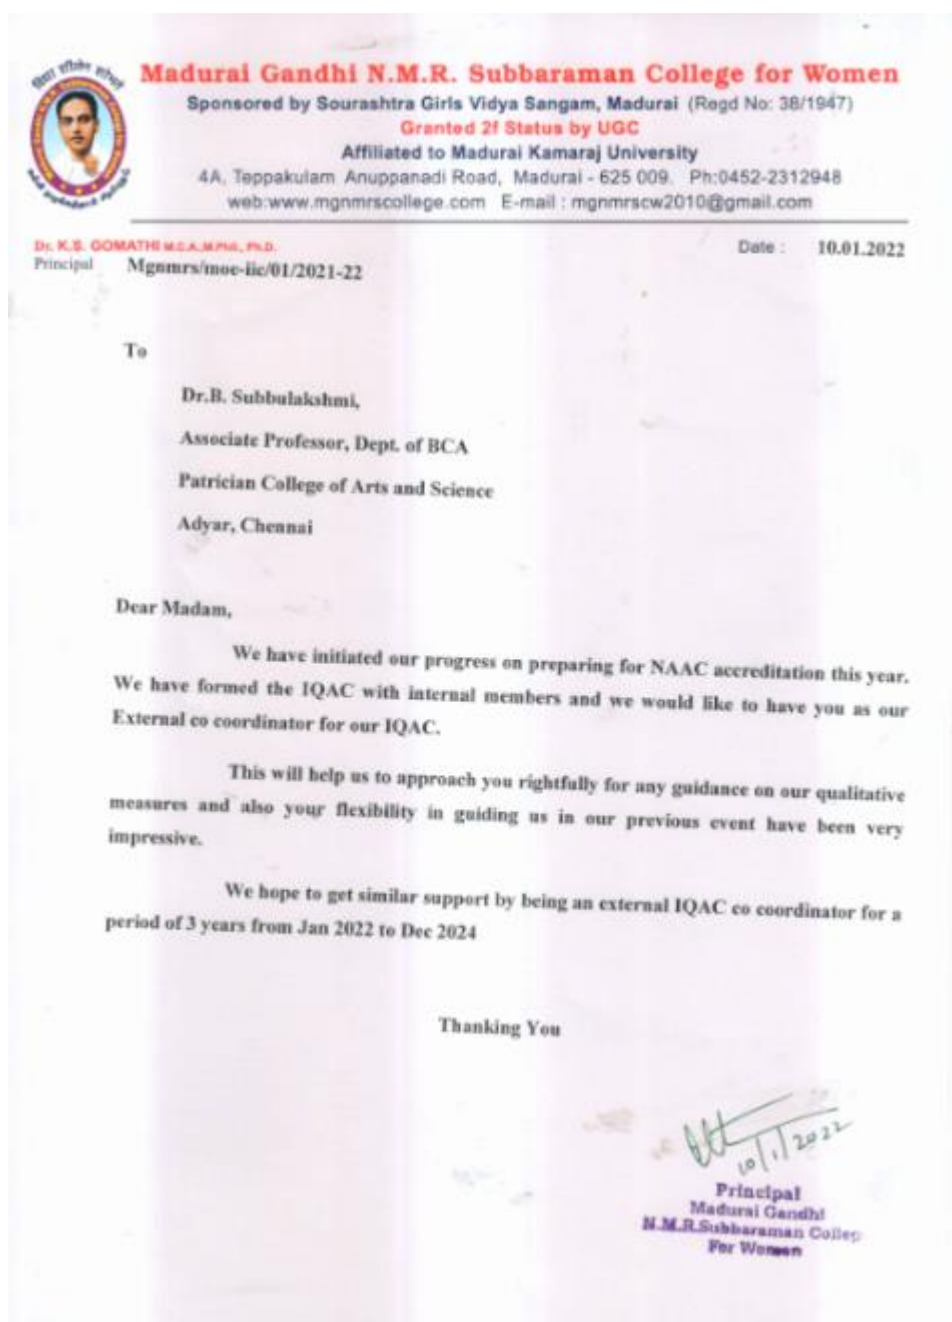 Madurai Gandhi N.M.R. Subbaraman College for Women
Sponsored by Sourashtra Girls Vidya Sangam, Madurai (Regd No: 38/1947)
Granted 2f Status by UGC
Affiliated to Madurai Kamaraj University
4A, Teppakulam Anuppanadi Road, Madurai - 625 009. Ph:0452-2312948
web:www.mgnmrscollege.com E-mail : mgnmrscw2010@gmail.com
Dr. K.S. GOMATHI M.C.A.,M.Phil., Ph.D.
Principal
Date : 10.01.2022
Mgnmrs/moe-iic/01/2021-22
To
Dr.B. Subbulakshmi,
Associate Professor, Dept. of BCA
Patrician College of Arts and Science
Adyar, Chennai
Dear Madam,
We have initiated our progress on preparing for NAAC accreditation this year.
We have formed the IQAC with internal members and we would like to have you as our
External co coordinator for our IQAC.
This will help us to approach you rightfully for any guidance on our qualitative
measures and also your flexibility in guiding us in our previous event have been very
impressive.
We hope to get similar support by being an external IQAC co coordinator for a
period of 3 years from Jan 2022 to Dec 2024
Thanking You
10/1/2022
Principal
Madurai Gandhi
N.M.R.Subbaraman Colleg
For Women